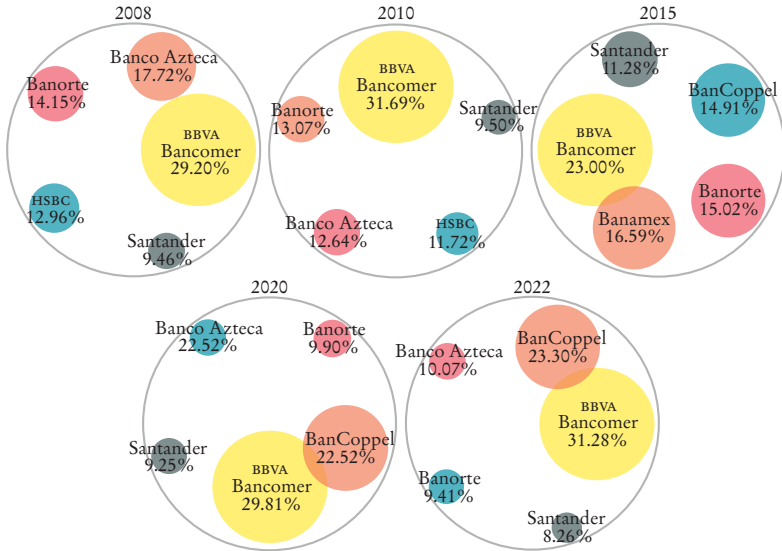 2008
Banco Azteca
17.72%
Banorte
14.15%
BBVA
Bancomer
29.20%
HSBC
12.96%
Santander
9.46%
2010
BBVA
Bancomer
31.69%
Santander
9.50%
Banorte
13.07%
Banco Azteca
12.64%
HSBC
11.72%
2015
Santander
11.28%
BanCoppel
14.91%
BBVA
Bancomer
23.00%
Banorte
15.02%
Banamex
16.59%
2020
Banco Azteca
22.52%
Banorte
9.90%
BanCoppel
22.52%
Santander
9.25%
BBVA
Bancomer
29.81%
2022
BanCoppel
23.30%
Banco Azteca
10.07%
BBVA
Bancomer
31.28%
Banorte
9.41%
Santander
8.26%